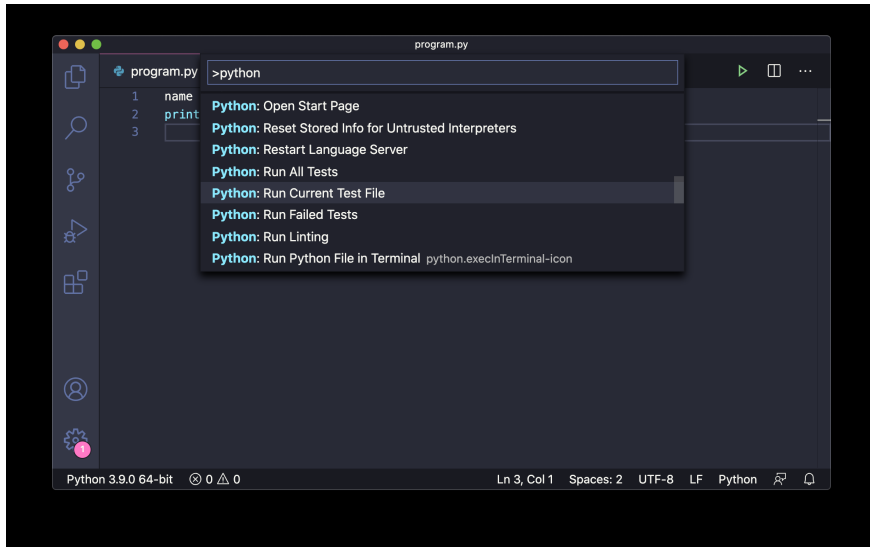 program.py
program.py
>python
1 name
2 print
3
Python: Open Start Page
Python: Reset Stored Info for Untrusted Interpreters
Python: Restart Language Server
Python: Run All Tests
Python: Run Current Test File
Python: Run Failed Tests
Python: Run Linting
Python: Run Python File in Terminal python.execInTerminal-icon
1
Python 3.9.0 64-bit 0 0 Ln 3, Col 1 Spaces: 2 UTF-8 LF Python